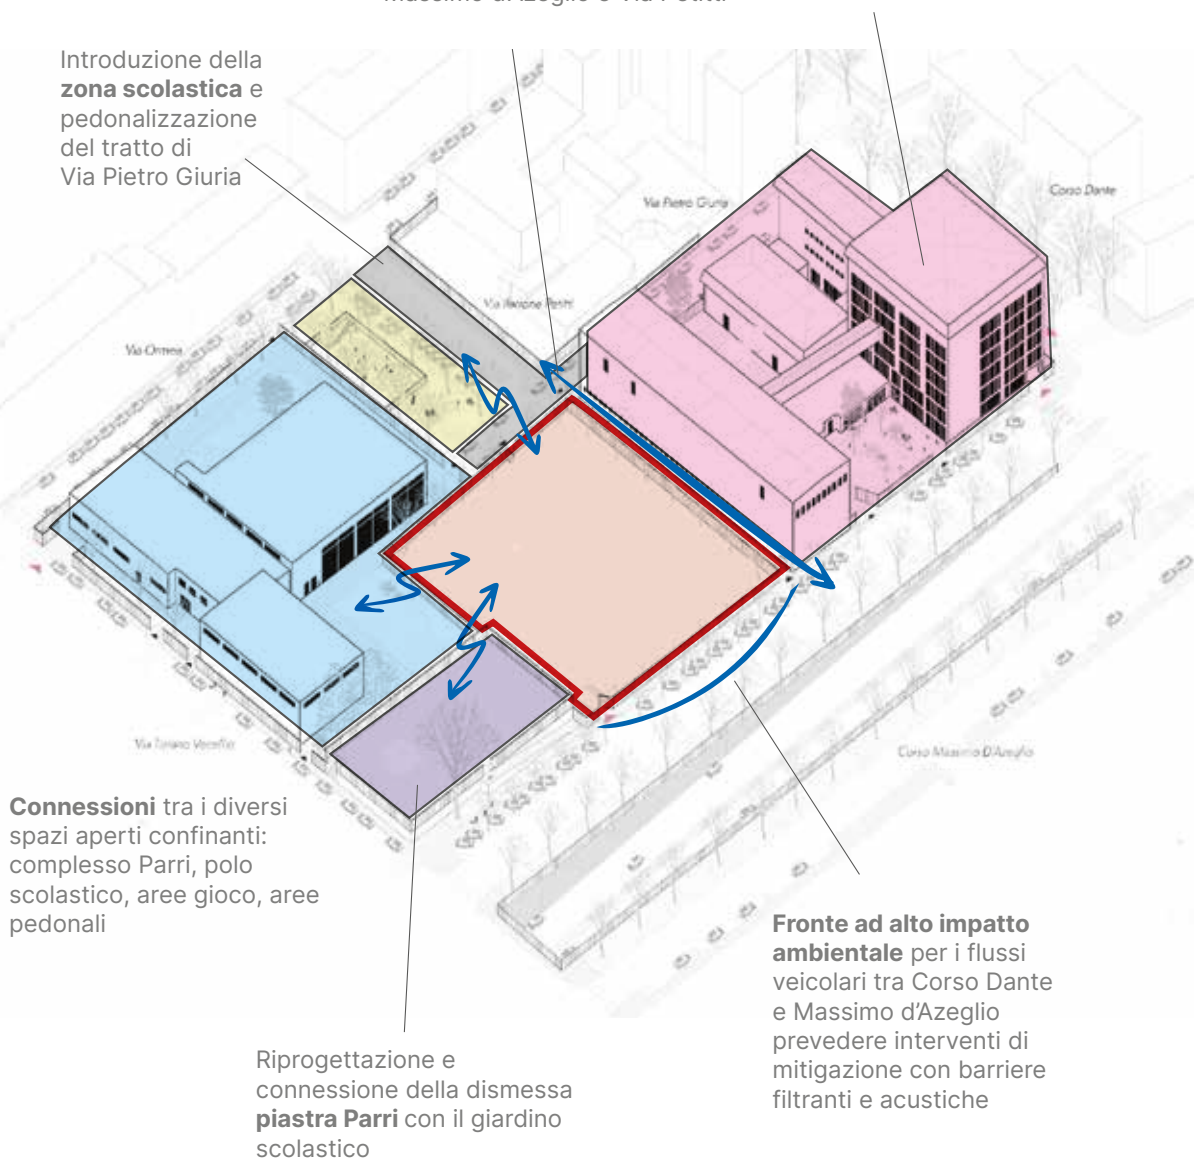 Massimo d'Azeglio e Via Petitti
Introduzione della
zona scolastica e
pedonalizzazione
del tratto di
Via Pietro Giuria
Via Pietro Giuria
Corso Dante
Via Ormea
Via Tiziano Vecellio
Corso Massimo D'Azeglio
Connessioni tra i diversi
spazi aperti confinanti:
complesso Parri, polo
scolastico, aree gioco, aree
pedonali
Fronte ad alto impatto
ambientale per i flussi
veicolari tra Corso Dante
e Massimo d’Azeglio
prevedere interventi di
mitigazione con barriere
filtranti e acustiche
Riprogettazione e
connessione della dismessa
piastra Parri con il giardino
scolastico